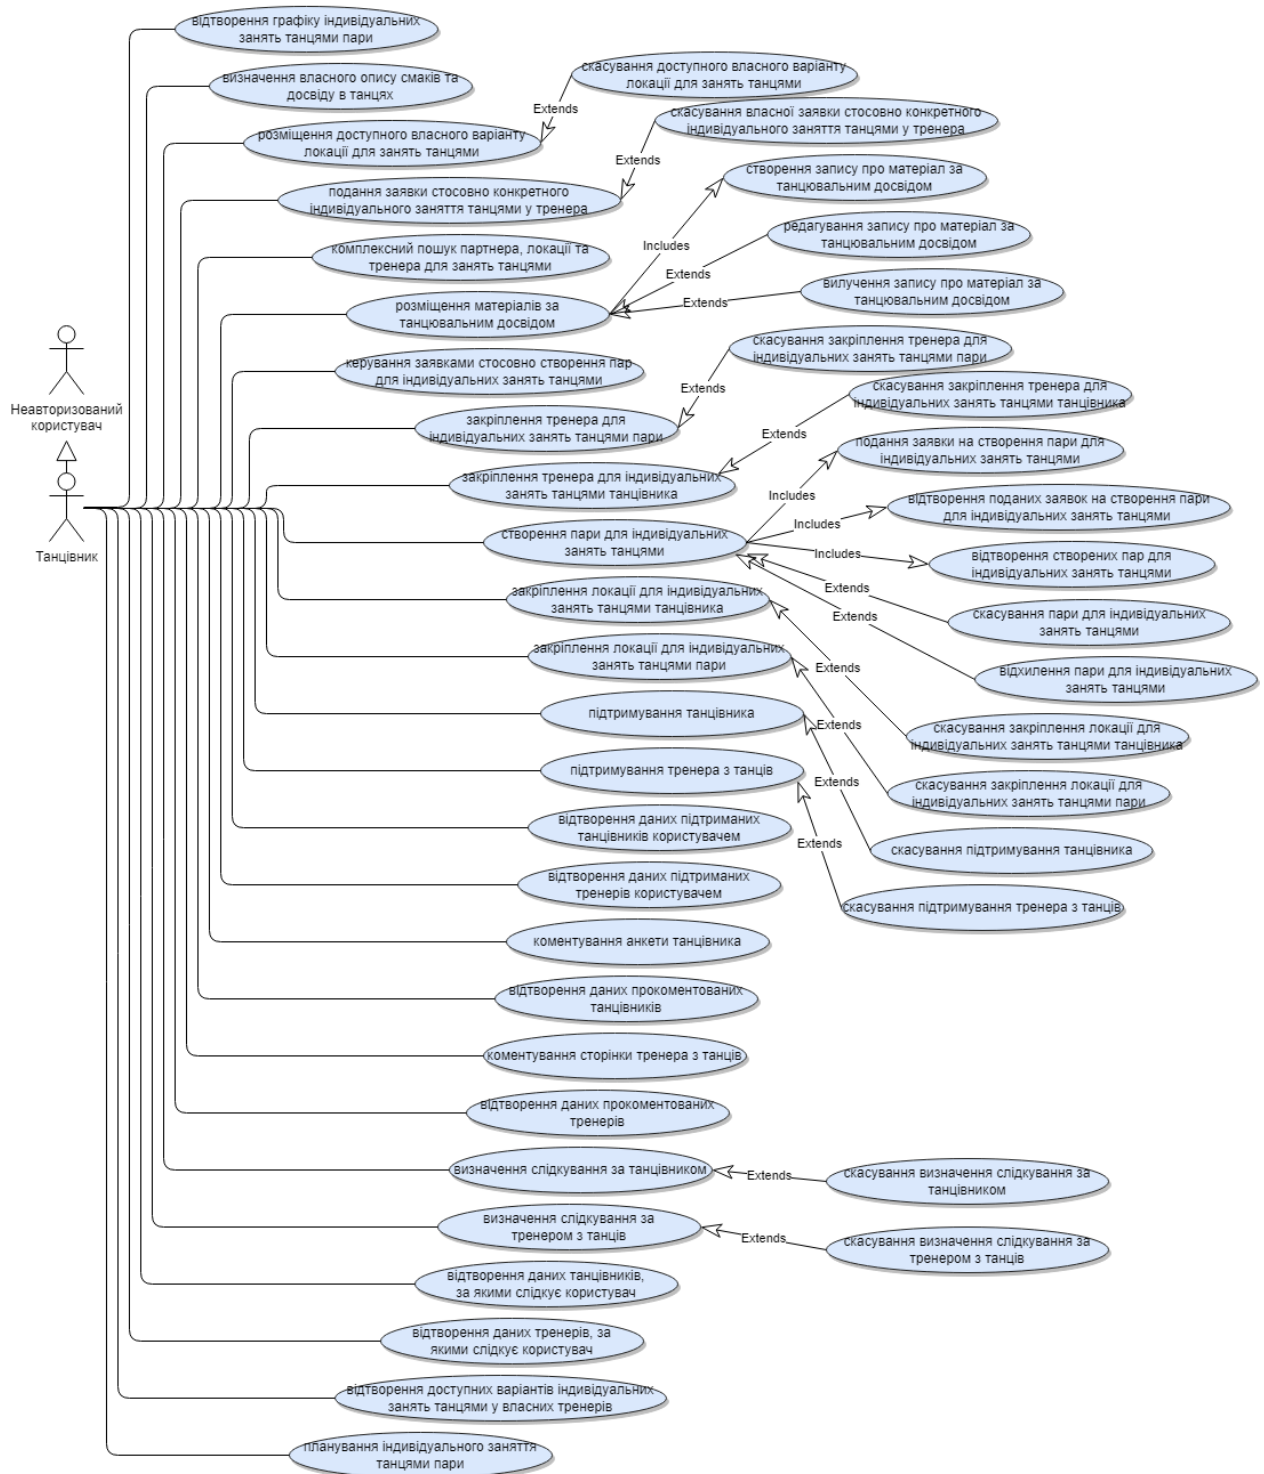 відтворення графіку індивідуальних
занять танцями пари
визначення власного опису смаків та
досвіду в танцях
скасування доступного власного варіанту
локації для занять танцями
Extends
розміщення доступного власного варіанту
локації для занять танцями
скасування власної заявки стосовно конкретного
індивідуального заняття танцями у тренера
Extends
подання заявки стосовно конкретного
індивідуального заняття танцями у тренера
створення запису про матеріал за
танцювальним досвідом
Includes
комплексний пошук партнера, локації та
тренера для занять танцями
редагування запису про матеріал за
танцювальним досвідом
Extends
розміщення матеріалів за
танцювальним досвідом
вилучення запису про матеріал за
танцювальним досвідом
Extends
керування заявками стосовно створення пар
для індивідуальних занять танцями
скасування закріплення тренера для
індивідуальних занять танцями пари
Extends
Неавторизований
користувач
закріплення тренера для
індивідуальних занять танцями пари
скасування закріплення тренера для
індивідуальних занять танцями танцівника
Extends
закріплення тренера для індивідуальних
занять танцями танцівника
подання заявки на створення пари для
індивідуальних занять танцями
Includes
Танцівник
створення пари для індивідуальних
занять танцями
відтворення поданих заявок на створення пари
для індивідуальних занять танцями
Includes
відтворення створених пар для
індивідуальних занять танцями
Includes
закріплення локації для індивідуальних
занять танцями танцівника
скасування пари для індивідуальних
занять танцями
Extends
закріплення локації для індивідуальних
занять танцями пари
відхилення пари для індивідуальних
занять танцями
Extends
підтримування танцівника
скасування закріплення локації для
індивідуальних занять танцями танцівника
Extends
підтримування тренера з танців
скасування закріплення локації для
індивідуальних занять танцями пари
Extends
відтворення даних підтриманих
танцівників користувачем
скасування підтримування танцівника
Extends
відтворення даних підтриманих
тренерів користувачем
скасування підтримування тренера з танців
Extends
коментування анкети танцівника
відтворення даних прокоментованих
танцівників
коментування сторінки тренера з танців
відтворення даних прокоментованих
тренерів
визначення слідкування за танцівником
Extends
скасування визначення слідкування за
танцівником
визначення слідкування за
тренером з танців
Extends
скасування визначення слідкування за
тренером з танців
відтворення даних танцівників,
за якими слідкує користувач
відтворення даних тренерів, за
якими слідкує користувач
відтворення доступних варіантів індивідуальних
занять танцями у власних тренерів
планування індивідуального заняття
танцями пари